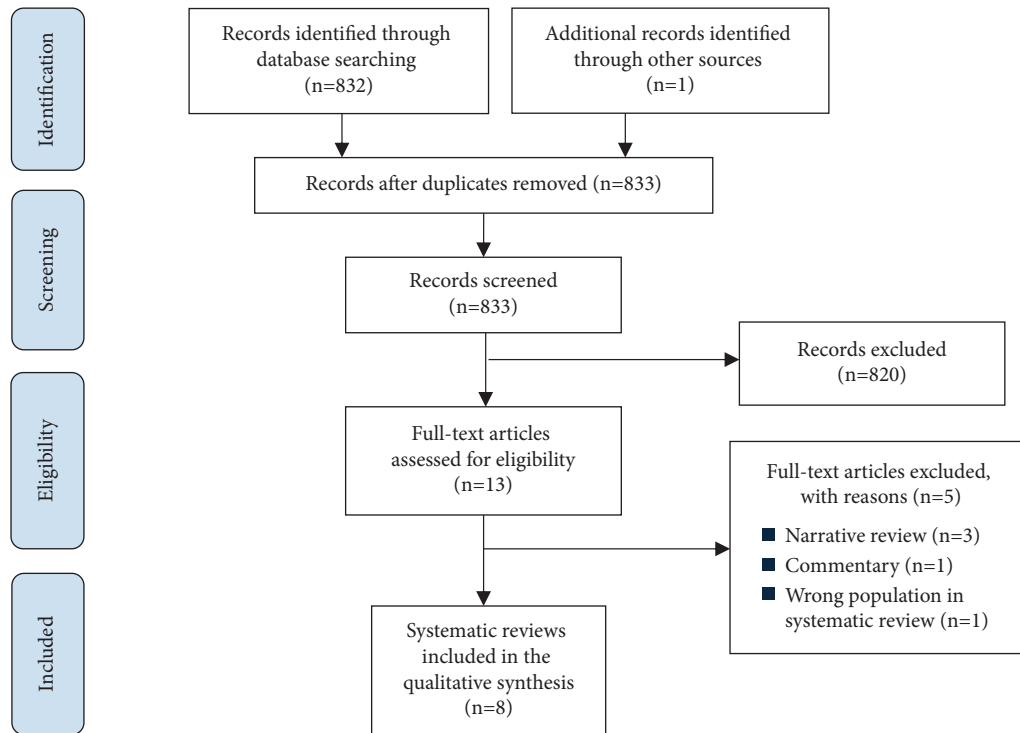 Identification
Records identified through
database searching
(n=832)
Additional records identified
through other sources
(n=1)
Records after duplicates removed (n=833)
Screening
Records screened
(n=833)
Records excluded
(n=820)
Eligibility
Full-text articles
assessed for eligibility
(n=13)
Full-text articles excluded,
with reasons (n=5)
Narrative review (n=3)
Commentary (n=1)
Wrong population in
systematic review (n=1)
Included
Systematic reviews
included in the
qualitative synthesis
(n=8)